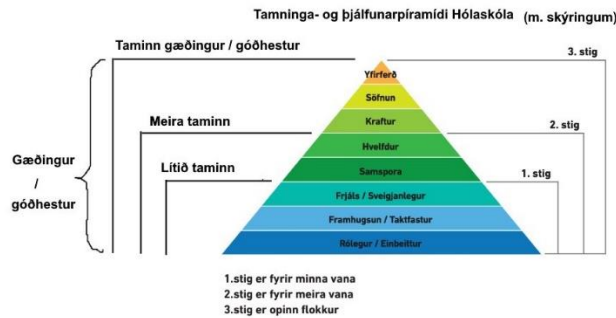 Tamninga- og þjálfunarpíramídi Hólaskóla (m. skýringum)
Taminn gæðingur / góðhestur
3. stig
Yfirferð
Söfnun
Kraftur
Meira taminn
2. stig
Hvelfdur
Gæðingur
/
góðhestur
Lítið taminn
Samspora
1. stig
Frjáls / Sveigjanlegur
Framhugsun / Taktfastur
Rólegur / Einbeittur
1.stig er fyrir minna vana
2.stig er fyrir meira vana
3.stig er opinn flokkur